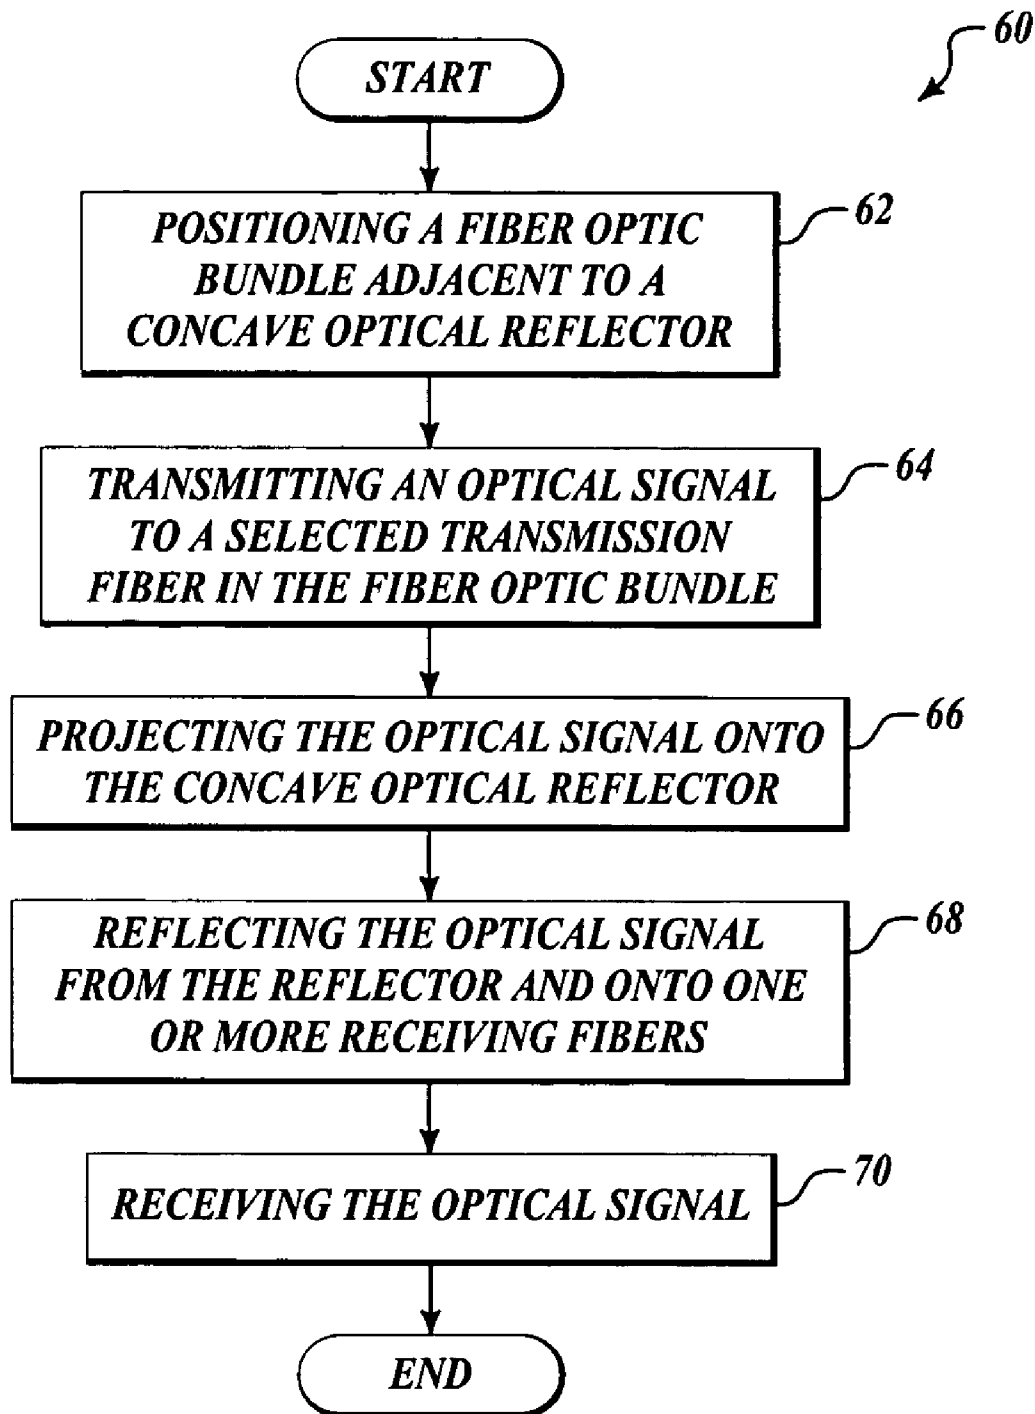 60
START
62
POSITIONING A FIBER OPTIC
BUNDLE ADJACENT TO A
CONCAVE OPTICAL REFLECTOR
64
TRANSMITTING AN OPTICAL SIGNAL
TO A SELECTED TRANSMISSION
FIBER IN THE FIBER OPTIC BUNDLE
66
PROJECTING THE OPTICAL SIGNAL ONTO
THE CONCAVE OPTICAL REFLECTOR
68
REFLECTING THE OPTICAL SIGNAL
FROM THE REFLECTOR AND ONTO ONE
OR MORE RECEIVING FIBERS
70
RECEIVING THE OPTICAL SIGNAL
END